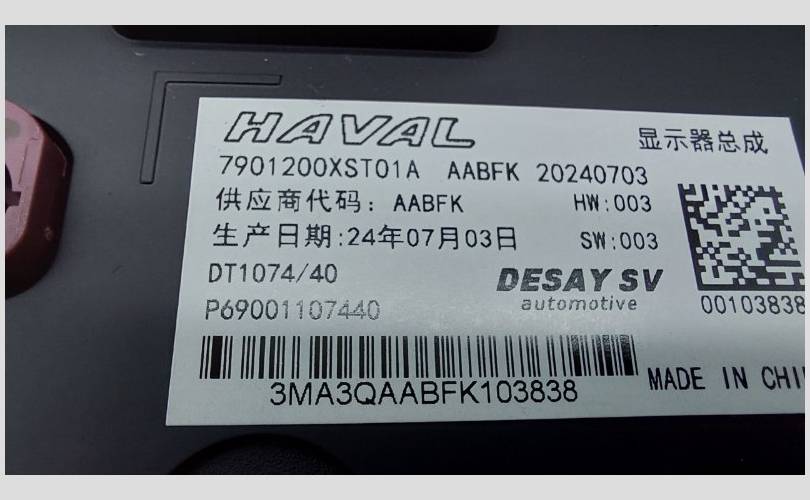 HAVAL
显示器总成
7901200XST01A AABFK 20240703
供应商代码：AABFK HW:003
生产日期:24年07月03日 SW:003
DT1074/40
DESAY SV
automotive
P69001107440
00103838
3MA3QAABFK103838
MADE IN CHI